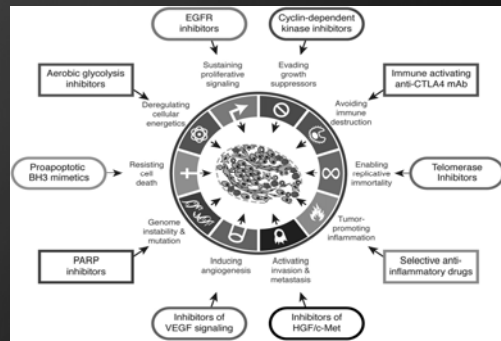 EGFR
inhibitors
Cyclin-dependent
kinase inhibitors
Sustaining
proliferative
signaling
Evading
growth
suppressors
Aerobic glycolysis
inhibitors
Immune activating
anti-CTLA4 mAb
Deregulating
cellular
energetics
Avoiding
immune
destruction
Proapoptotic
BH3 mimetics
Resisting
cell
death
Enabling
replicative
immortality
Telomerase
Inhibitors
Genome
instability &
mutation
Tumor-
promoting
inflammation
PARP
inhibitors
Inducing
angiogenesis
Activating
invasion &
metastasis
Selective anti-
inflammatory drugs
Inhibitors of
VEGF signaling
Inhibitors of
HGF/c-Met